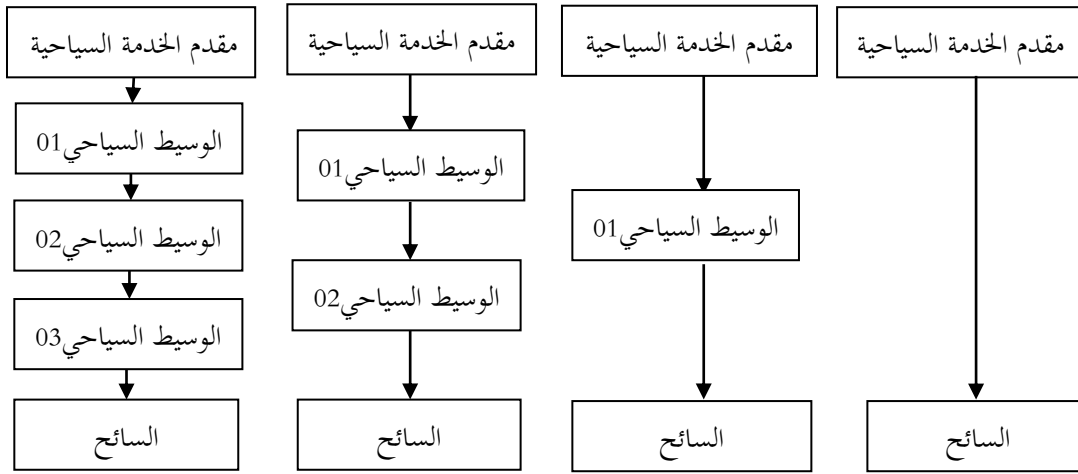 مقدم الخدمة السياحية
مقدم الخدمة السياحية
مقدم الخدمة السياحية
مقدم الخدمة السياحية
الوسيط السياحي01
الوسيط السياحي01
الوسيط السياحي01
الوسيط السياحي02
الوسيط السياحي02
الوسيط السياحي03
السائح
السائح
السائح
السائح